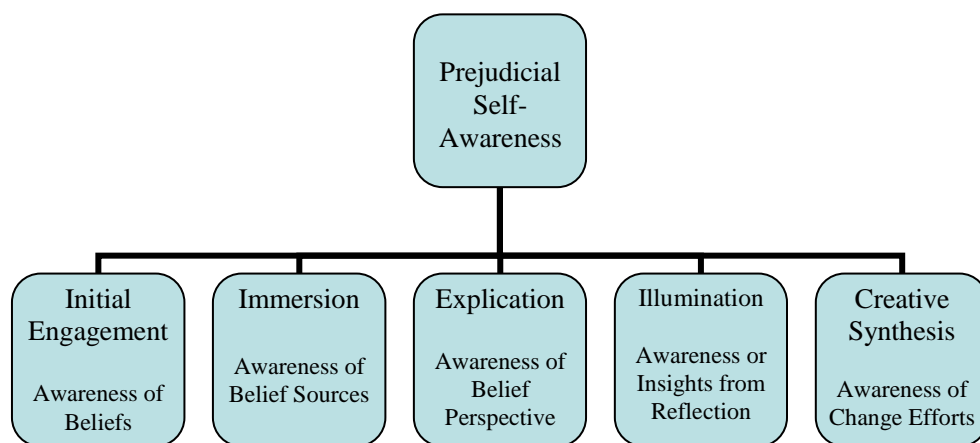 Prejudicial
Self-
Awareness
Initial
Engagement
Awareness of
Beliefs
Immersion
Awareness of
Belief Sources
Explication
Awareness of
Belief
Perspective
Illumination
Awareness or
Insights from
Reflection
Creative
Synthesis
Awareness of
Change Efforts